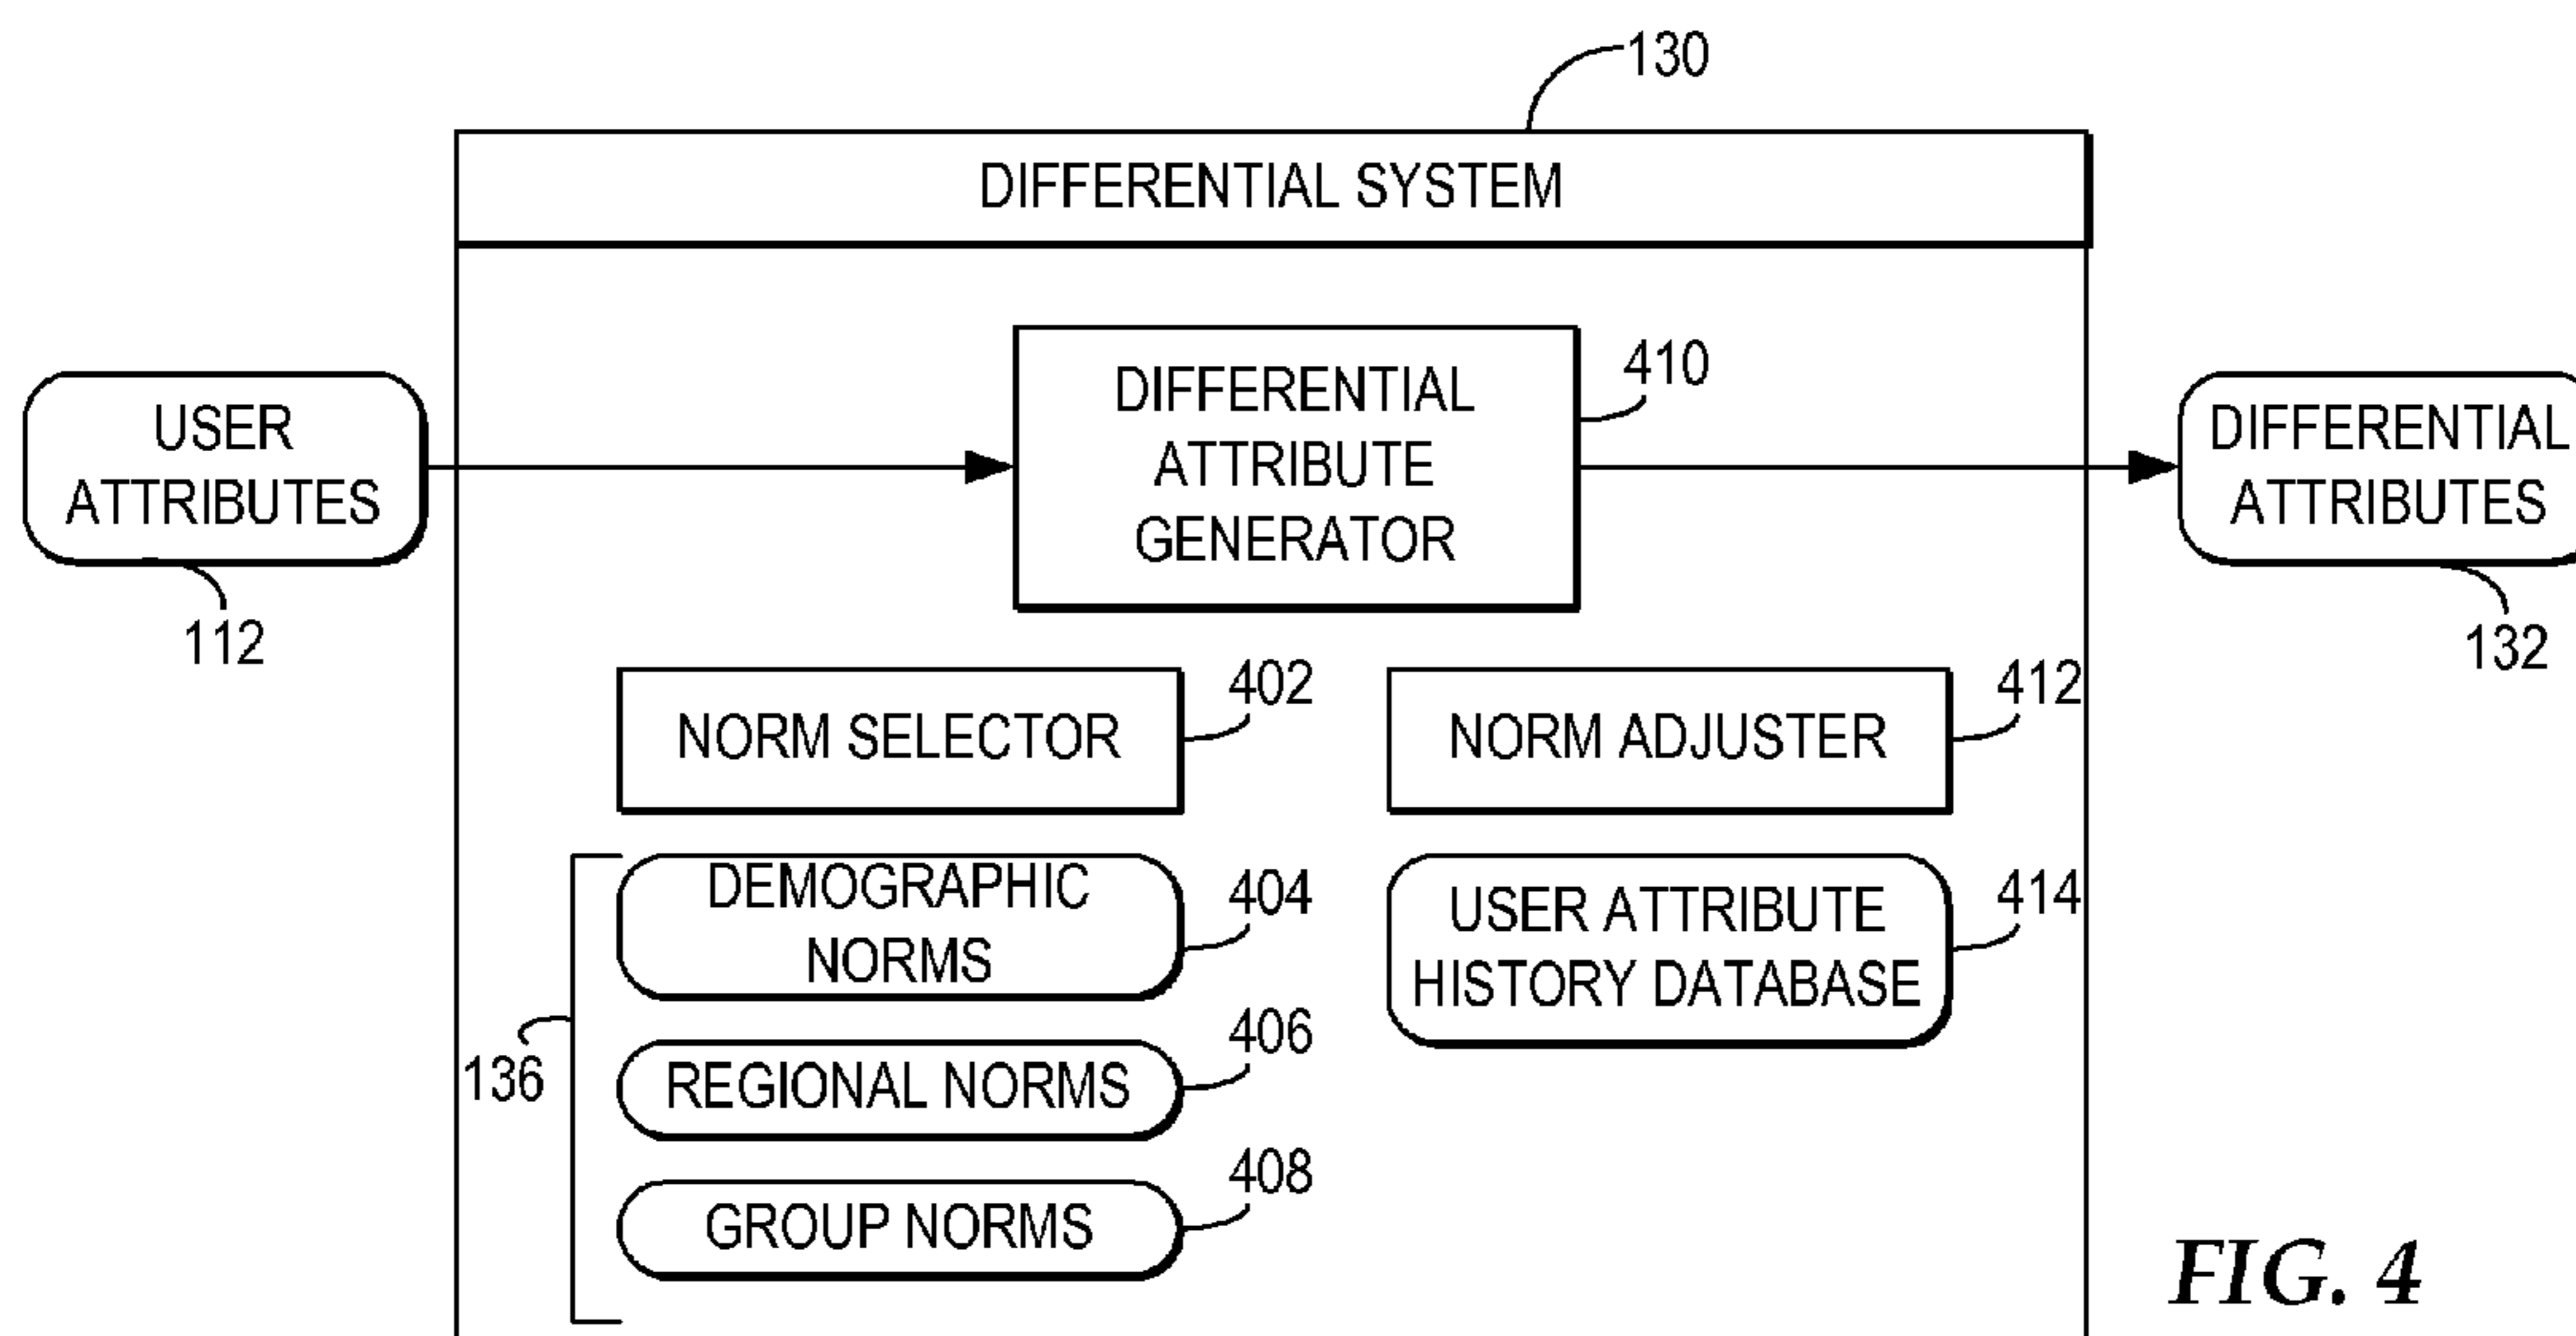 130
DIFFERENTIAL SYSTEM
USER
ATTRIBUTES
112
DIFFERENTIAL
ATTRIBUTE
GENERATOR
410
DIFFERENTIAL
ATTRIBUTES
132
NORM SELECTOR
402
NORM ADJUSTER
412
136
DEMOGRAPHIC
NORMS
404
USER ATTRIBUTE
HISTORY DATABASE
414
REGIONAL NORMS
406
GROUP NORMS
408
FIG. 4